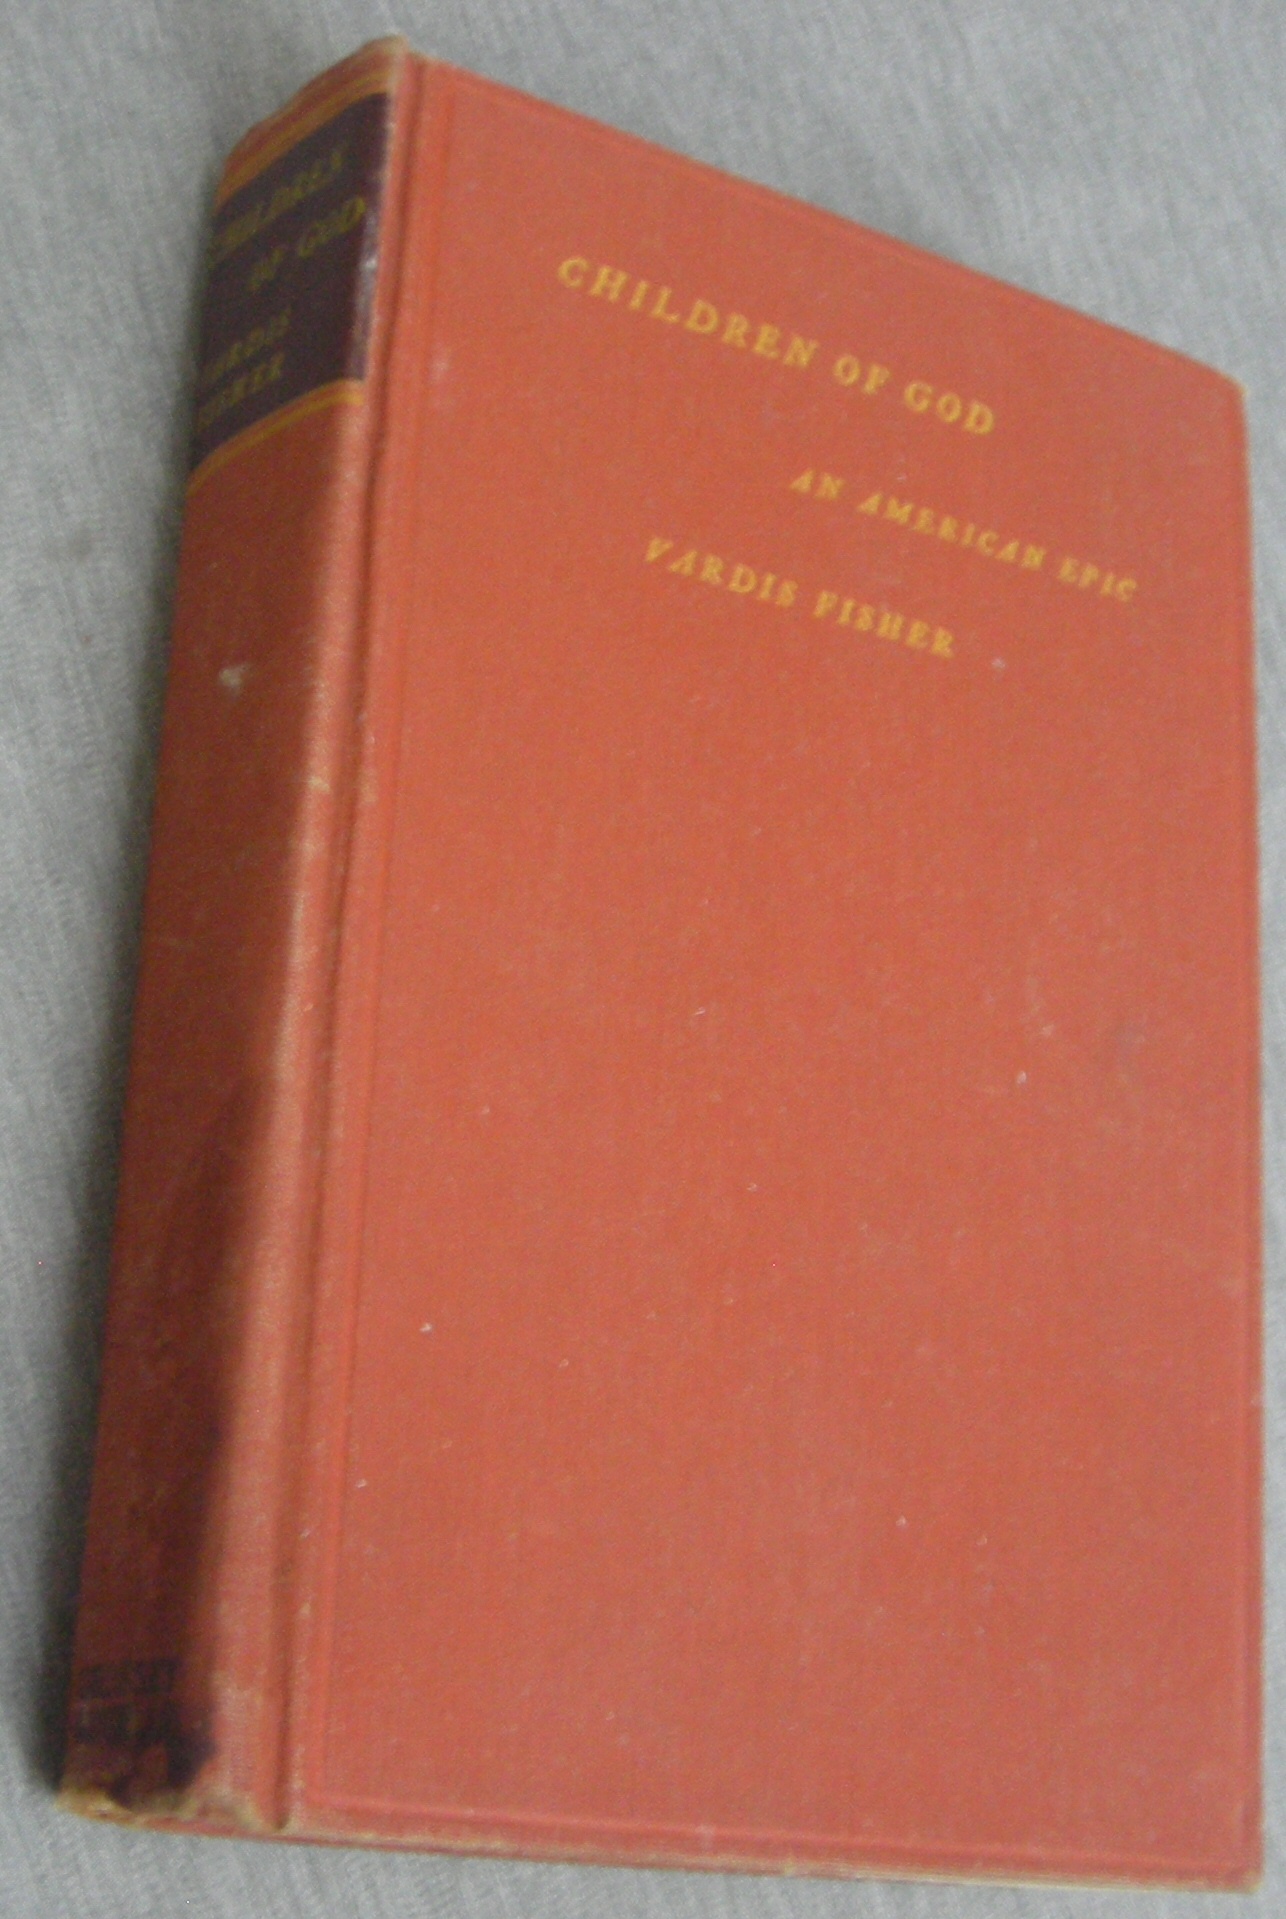 CHILDREN
OF GOD
VARDIS
FISHER
CHILDREN OF GOD
AN AMERICAN EPIC
VARDIS FISHER